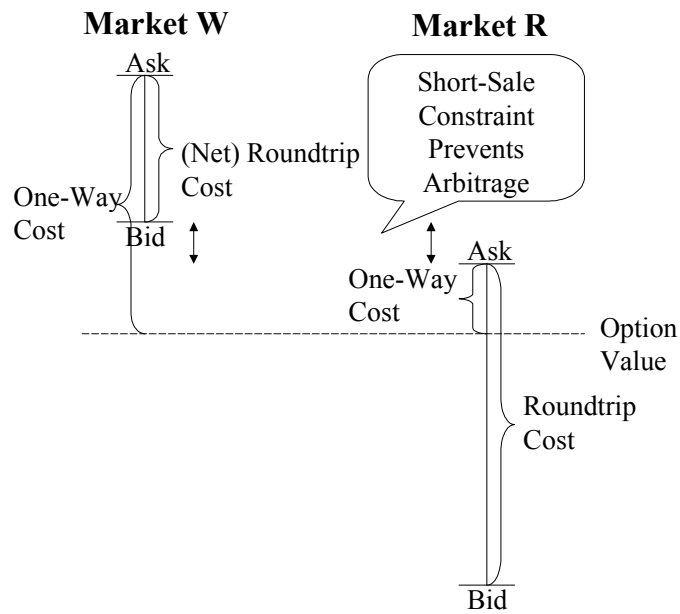 Market W
Ask
(Net) Roundtrip
Cost
One-Way
Cost
Bid
Market R
Short-Sale
Constraint
Prevents
Arbitrage
Ask
One-Way
Cost
Option
Value
Roundtrip
Cost
Bid